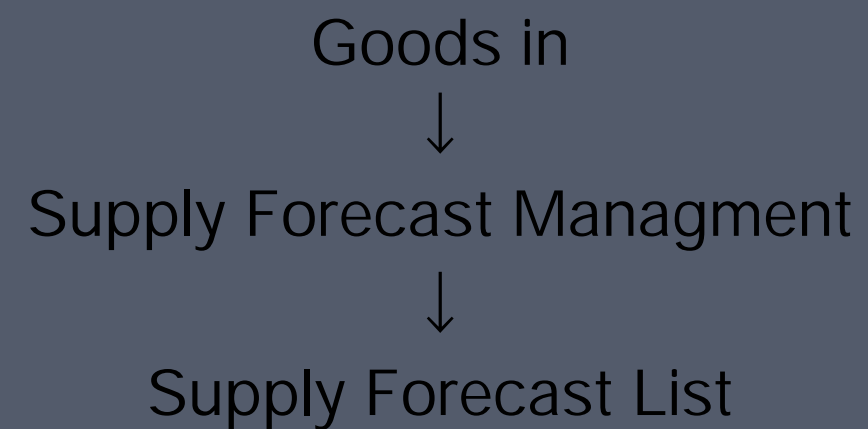 Goods in
↓
Supply Forecast Managment
↓
Supply Forecast List